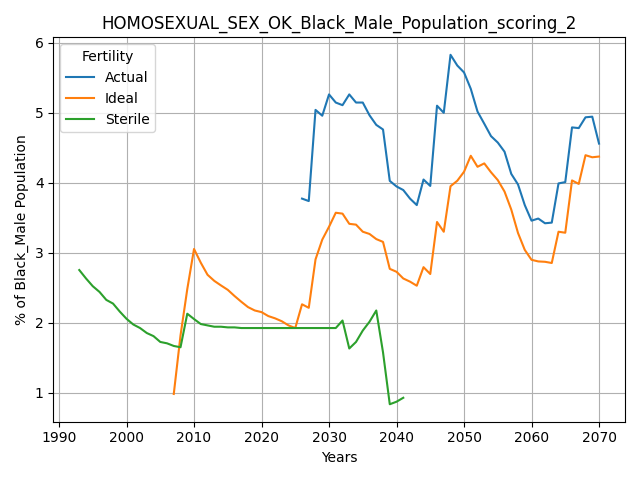 HOMOSEXUAL_SEX_OK_Black_Male_Population_scoring_2
Fertility
Actual
Ideal
Sterile
% of Black_Male Population
6
5
4
3
2
1
1990 2000 2010 2020 2030 2040 2050 2060 2070
Years